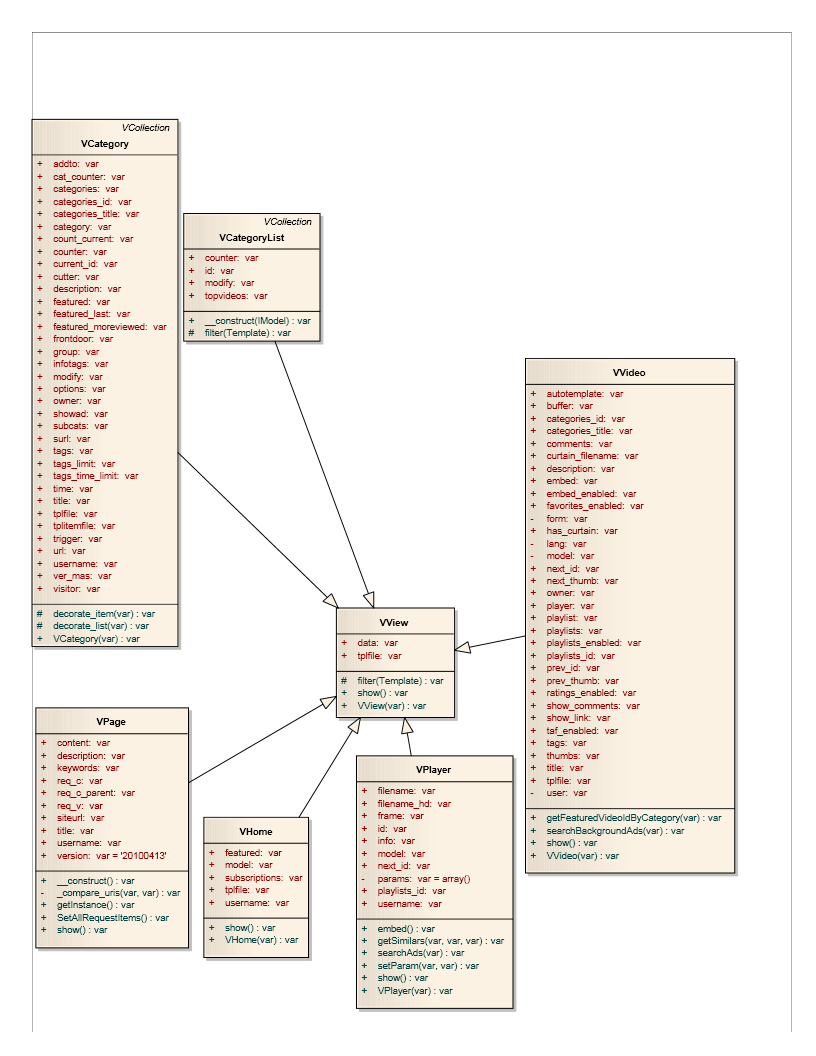 VCollection
VCategory
+ addto: var
+ cat_counter: var
+ categories: var
+ categories_id: var
+ categories_title: var
+ category: var
+ count_current: var
+ counter: var
+ current_id: var
+ cutter: var
+ description: var
+ featured: var
+ featured_last: var
+ featured_moreviewed: var
+ frontdoor: var
+ group: var
+ infotags: var
+ modify: var
+ options: var
+ owner: var
+ showad: var
+ subcats: var
+ surl: var
+ tags: var
+ tags_limit: var
+ tags_time_limit: var
+ time: var
+ title: var
+ tplfile: var
+ tplitemfile: var
+ trigger: var
+ url: var
+ username: var
+ ver_mas: var
+ visitor: var
# decorate_item(var) : var
# decorate_list(var) : var
+ VCategory(var) : var
VCollection
VCategoryList
+ counter: var
+ id: var
+ modify: var
+ topvideos: var
+ __construct(IModel) : var
# filter(Template) : var
VVideo
+ autotemplate: var
+ buffer: var
+ categories_id: var
+ categories_title: var
+ comments: var
+ curtain_filename: var
+ description: var
+ embed: var
+ embed_enabled: var
+ favorites_enabled: var
- form: var
+ has_curtain: var
- lang: var
- model: var
+ next_id: var
+ next_thumb: var
+ owner: var
+ player: var
+ playlist: var
+ playlists: var
+ playlists_enabled: var
+ playlists_id: var
+ prev_id: var
+ prev_thumb: var
+ ratings_enabled: var
+ show_comments: var
+ show_link: var
+ taf_enabled: var
+ tags: var
+ thumbs: var
+ title: var
+ tplfile: var
- user: var
+ getFeaturedVideoIdByCategory(var) : var
+ searchBackgroundAds(var) : var
+ show() : var
+ VVideo(var) : var
VView
+ data: var
+ tplfile: var
# filter(Template) : var
+ show() : var
+ VView(var) : var
VPage
+ content: var
+ description: var
+ keywords: var
+ req_c: var
+ req_c_parent: var
+ req_v: var
+ siteurl: var
+ title: var
+ username: var
+ version: var = '20100413'
+ __construct() : var
- _compare_uris(var, var) : var
+ getInstance() : var
+ SetAllRequestItems() : var
+ show() : var
VHome
+ featured: var
+ model: var
+ subscriptions: var
+ tplfile: var
+ username: var
+ show() : var
+ VHome(var) : var
VPlayer
+ filename: var
+ filename_hd: var
+ frame: var
+ id: var
+ info: var
+ model: var
+ next_id: var
- params: var = array()
+ playlists_id: var
+ username: var
+ embed() : var
+ getSimilars(var, var, var) : var
+ searchAds(var) : var
+ setParam(var, var) : var
+ show() : var
+ VPlayer(var) : var